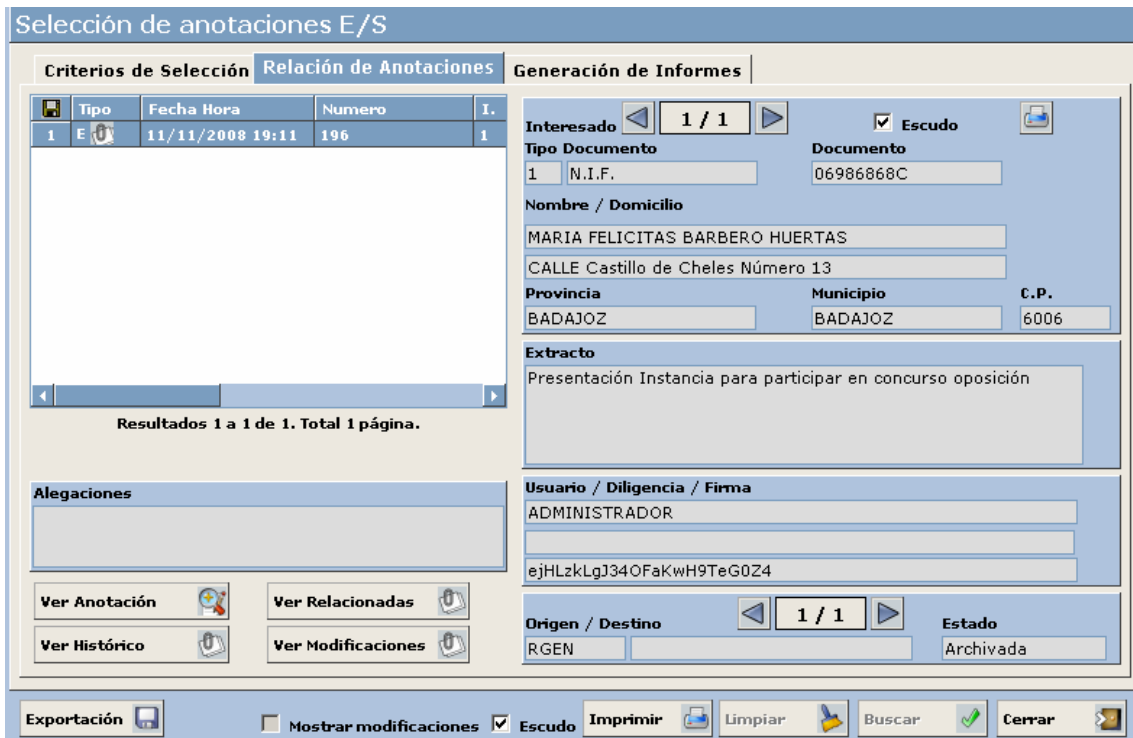 Selección de anotaciones E/S
Criterios de Selección Relación de Anotaciones Generación de Informes
Tipo Fecha Hora Numero I.
1 E 11/11/2008 19:11 196 1
Resultados 1 a 1 de 1. Total 1 página.
Alegaciones
Ver Anotación Ver Relacionadas
Ver Histórico Ver Modificaciones
Interesado 1 / 1 Escudo
Tipo Documento Documento
1 N.I.F. 06986868C
Nombre / Domicilio
MARIA FELICITAS BARBERO HUERTAS
CALLE Castillo de Cheles Número 13
Provincia Municipio C.P.
BADAJOZ BADAJOZ 6006
Extracto
Presentación Instancia para participar en concurso oposición
Usuario / Diligencia / Firma
ADMINISTRADOR
ejHLzkLgJ34OFaKwH9TeG0Z4
Origen / Destino 1 / 1 Estado
RGEN Archivada
Exportación Mostrar modificaciones Escudo Imprimir Limpiar Buscar Cerrar